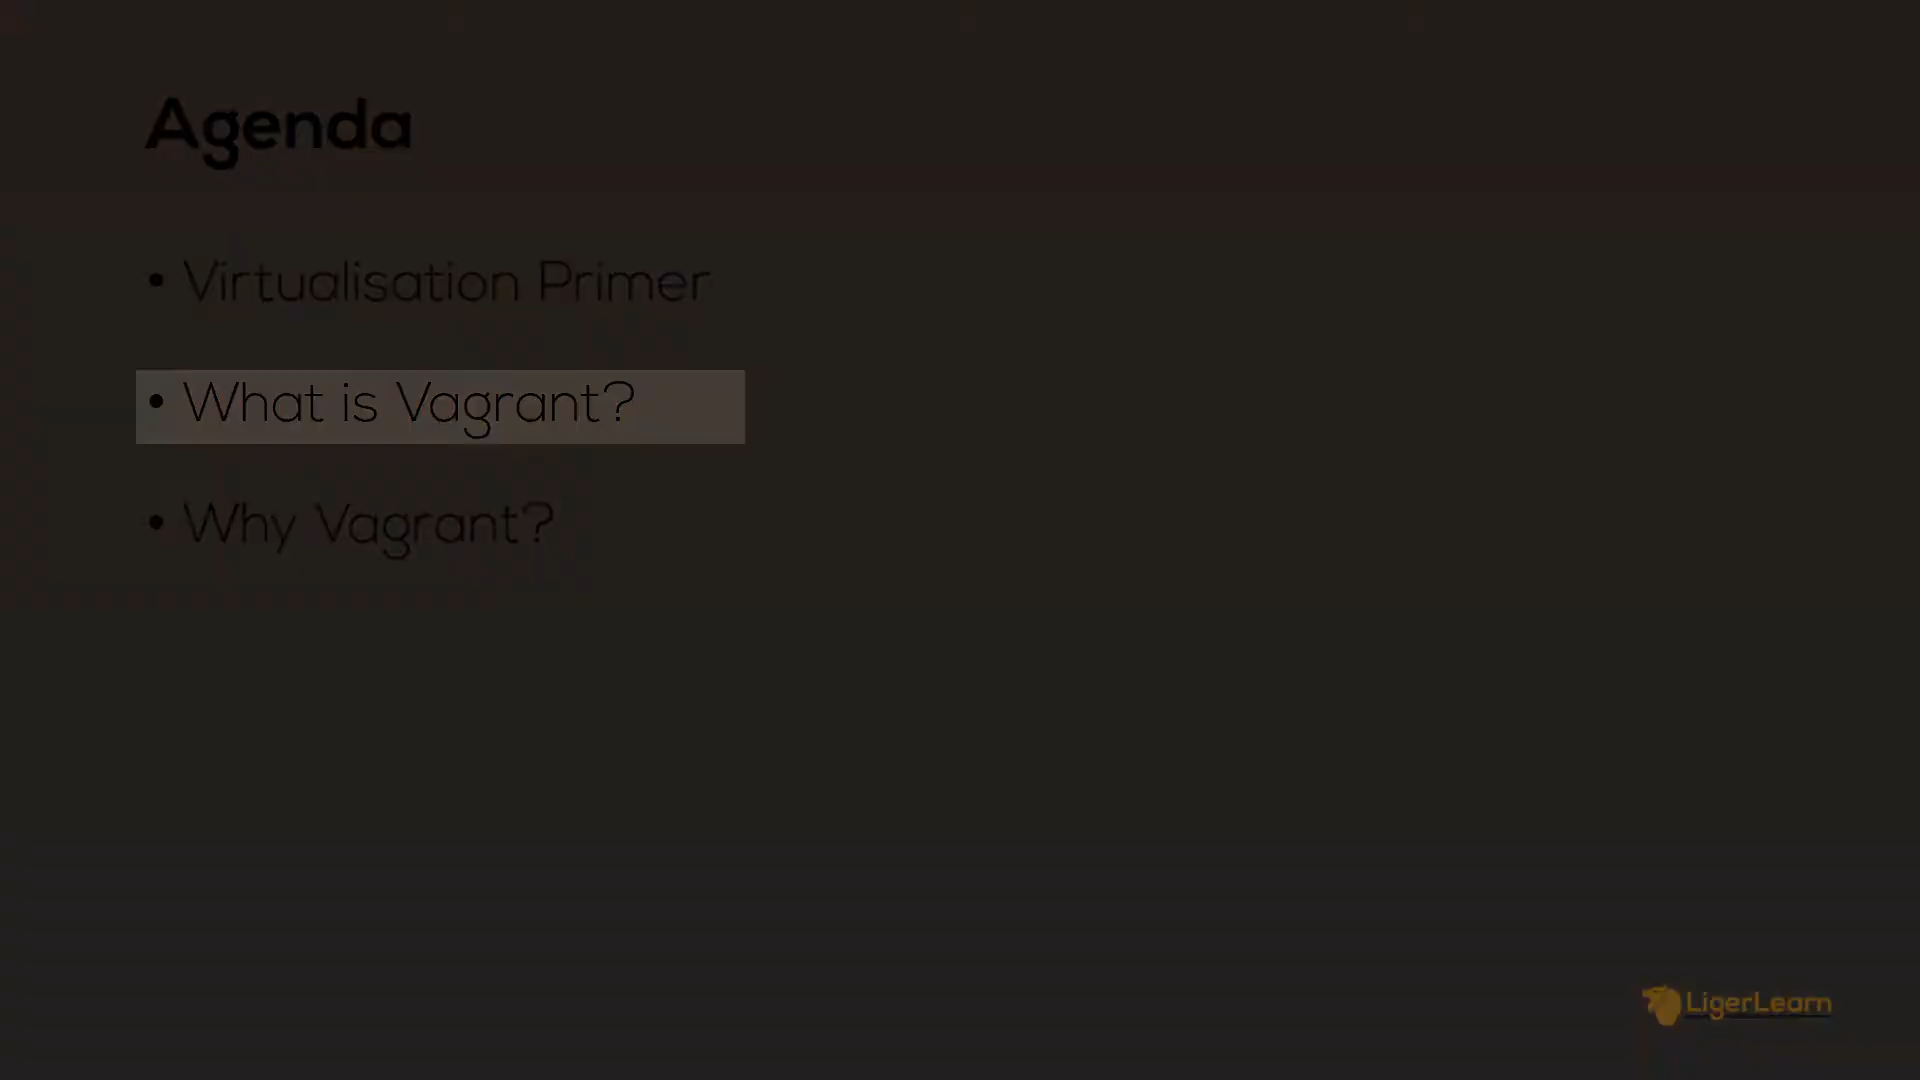 Agenda
• Virtualisation Primer
• What is Vagrant?
• Why Vagrant?
LigerLearn